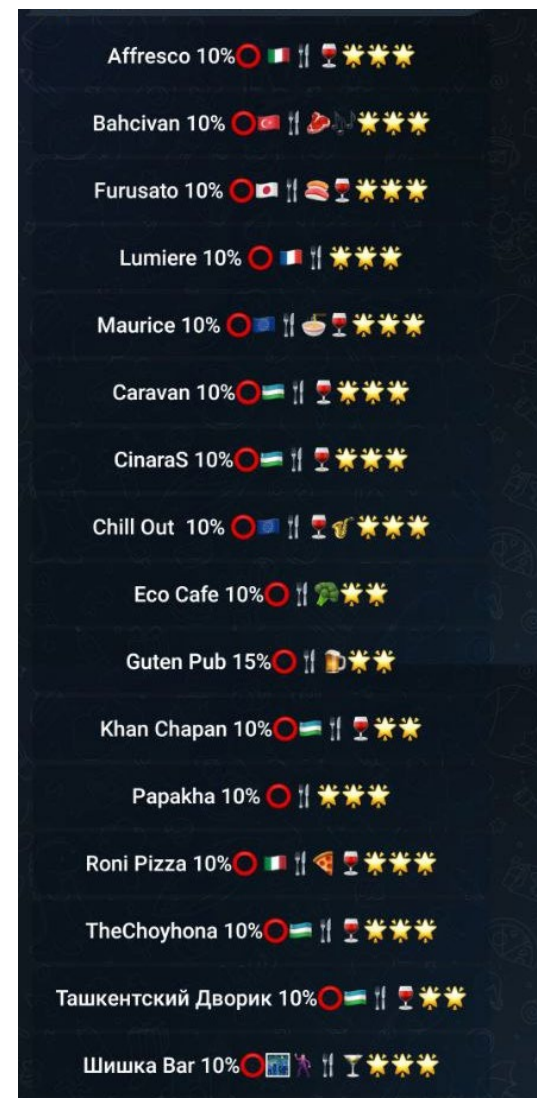 Affresco 10%⭕ 🇮🇹 🍴 🍷🌟🌟🌟
Bahcivan 10% ⭕🇹🇷 🍴 🥩🎶🌟🌟🌟
Furusato 10% ⭕🇯🇵 🍴 🍣🍷🌟🌟🌟
Lumiere 10% ⭕ 🇫🇷 🍴 🌟🌟🌟
Maurice 10% ⭕🇪🇺 🍴 🍜🍷🌟🌟🌟
Caravan 10%⭕🇺🇿 🍴 🍷🌟🌟🌟
CinaraS 10%⭕🇺🇿 🍴 🍷🌟🌟🌟
Chill Out  10% ⭕🇪🇺 🍴 🍷🎷🌟🌟🌟
Eco Cafe 10%⭕ 🍴 🥦🌟🌟
Guten Pub 15%⭕ 🍴 🍺🌟🌟
Khan Chapan 10%⭕🇺🇿 🍴 🍷🌟🌟
Papakha 10% ⭕ 🍴 🌟🌟🌟
Roni Pizza 10%⭕ 🇮🇹 🍴 🍕 🍷🌟🌟🌟
TheChoyhona 10%⭕🇺🇿 🍴 🍷🌟🌟🌟
Ташкентский Дворик 10%⭕🇺🇿 🍴 🍷🌟🌟
Шишка Bar 10%⭕🌃🕺 🍴 🍸🌟🌟🌟